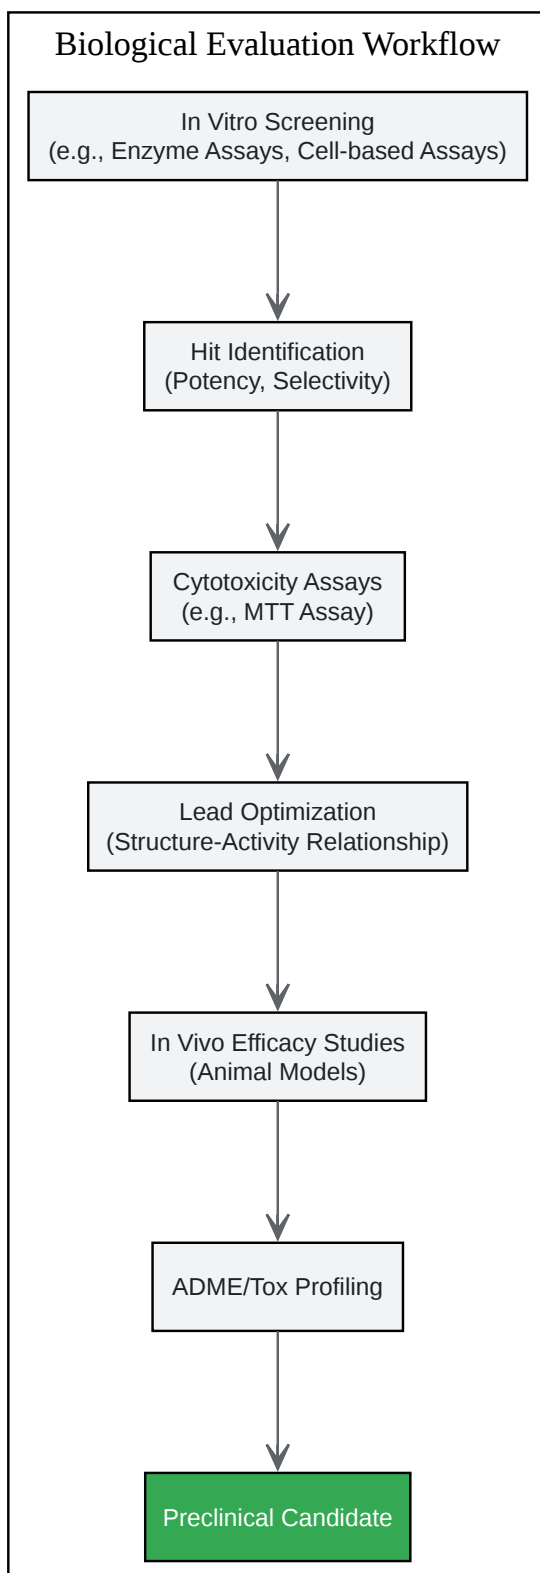 Biological Evaluation Workflow
In Vitro Screening
(e.g., Enzyme Assays, Cell-based Assays)
Hit Identification
(Potency, Selectivity)
Cytotoxicity Assays
(e.g., MTT Assay)
Lead Optimization
(Structure-Activity Relationship)
In Vivo Efficacy Studies
(Animal Models)
ADME/Tox Profiling
Preclinical Candidate